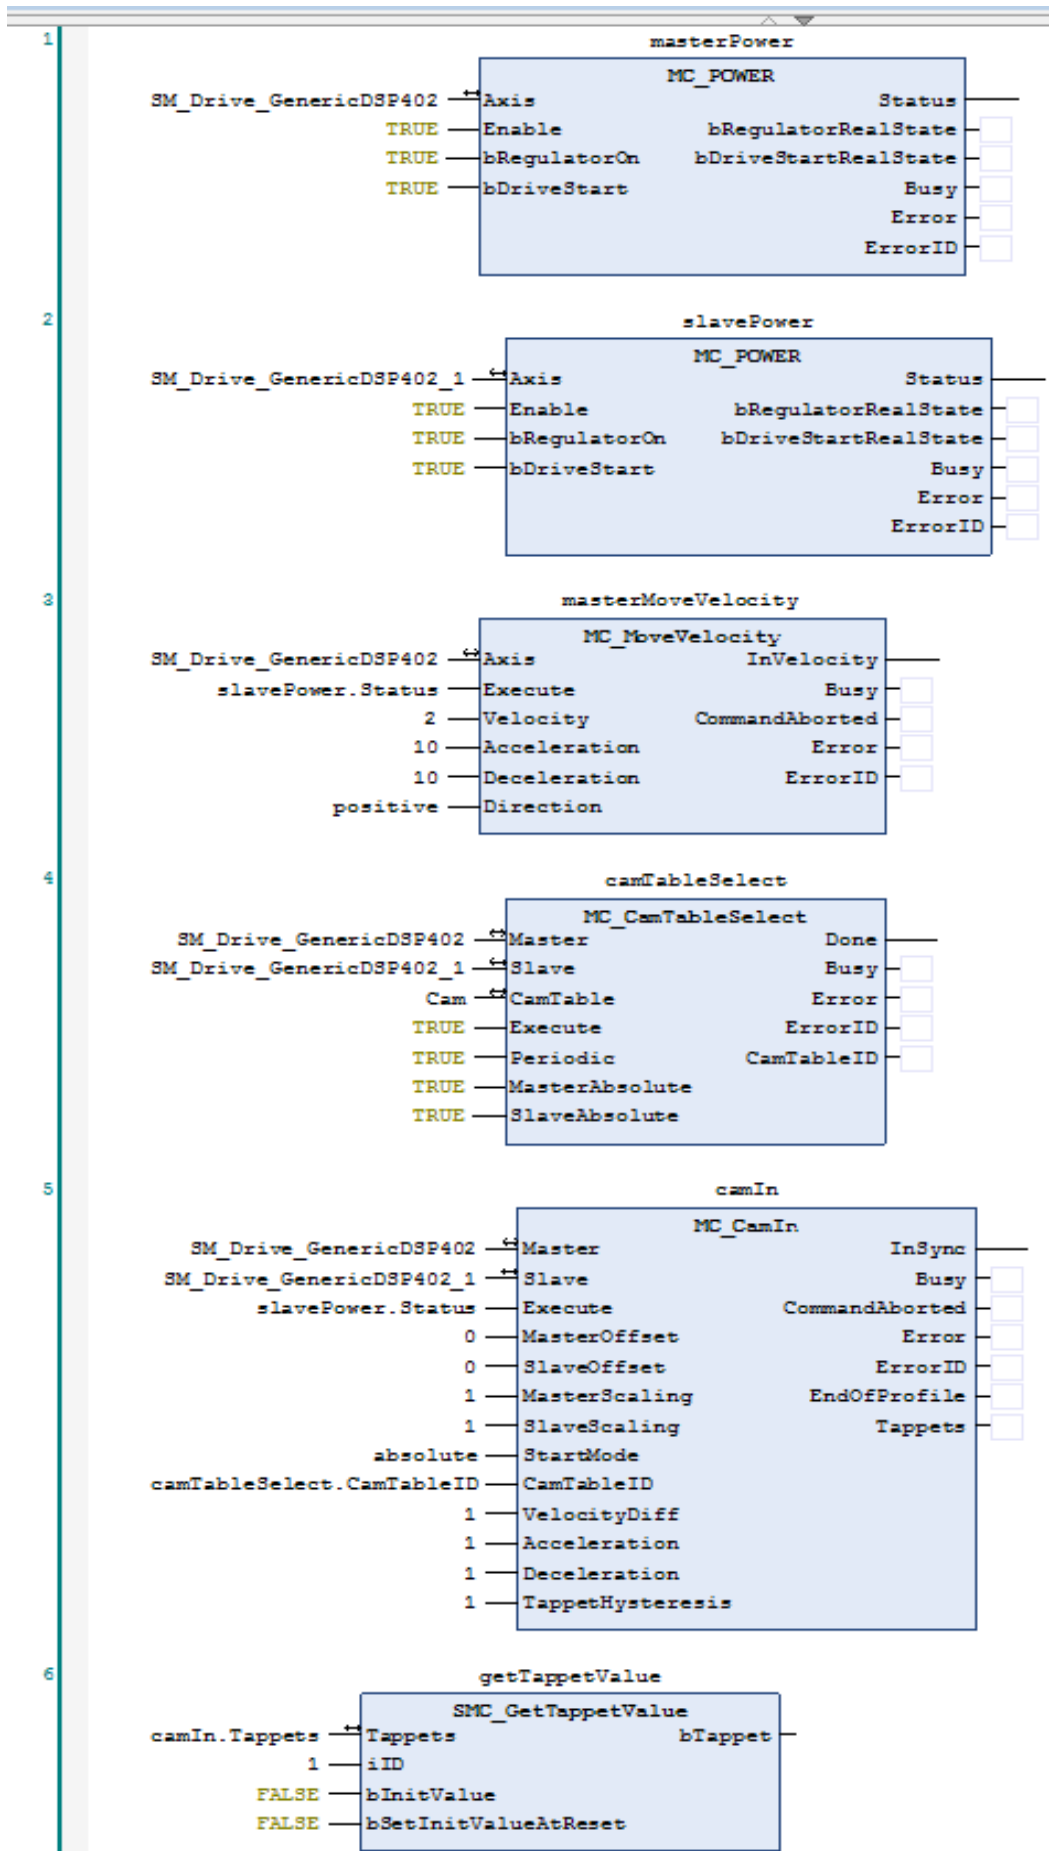 1
masterPower
MC_POWER
SM_Drive_GenericDSP402 Axis Status
TRUE Enable bRegulatorRealState
TRUE bRegulatorOn bDriveStartRealState
TRUE bDriveStart Busy
Error
ErrorID
2
slavePower
MC_POWER
SM_Drive_GenericDSP402_1 Axis Status
TRUE Enable bRegulatorRealState
TRUE bRegulatorOn bDriveStartRealState
TRUE bDriveStart Busy
Error
ErrorID
3
masterMoveVelocity
MC_MoveVelocity
SM_Drive_GenericDSP402 Axis InVelocity
slavePower.Status Execute Busy
2 Velocity CommandAborted
10 Acceleration Error
10 Deceleration ErrorID
positive Direction
4
camTableSelect
MC_CamTableSelect
SM_Drive_GenericDSP402 Master Done
SM_Drive_GenericDSP402_1 Slave Busy
Cam CamTable Error
TRUE Execute ErrorID
TRUE Periodic CamTableID
TRUE MasterAbsolute
TRUE SlaveAbsolute
5
camIn
MC_CamIn
SM_Drive_GenericDSP402 Master InSync
SM_Drive_GenericDSP402_1 Slave Busy
slavePower.Status Execute CommandAborted
0 MasterOffset Error
0 SlaveOffset ErrorID
1 MasterScaling EndOfProfile
1 SlaveScaling Tappets
absolute StartMode
camTableSelect.CamTableID CamTableID
1 VelocityDiff
1 Acceleration
1 Deceleration
1 TappetHysteresis
6
getTappetValue
SMC_GetTappetValue
camIn.Tappets Tappets bTappet
1 iID
FALSE bInitValue
FALSE bSetInitValueAtReset